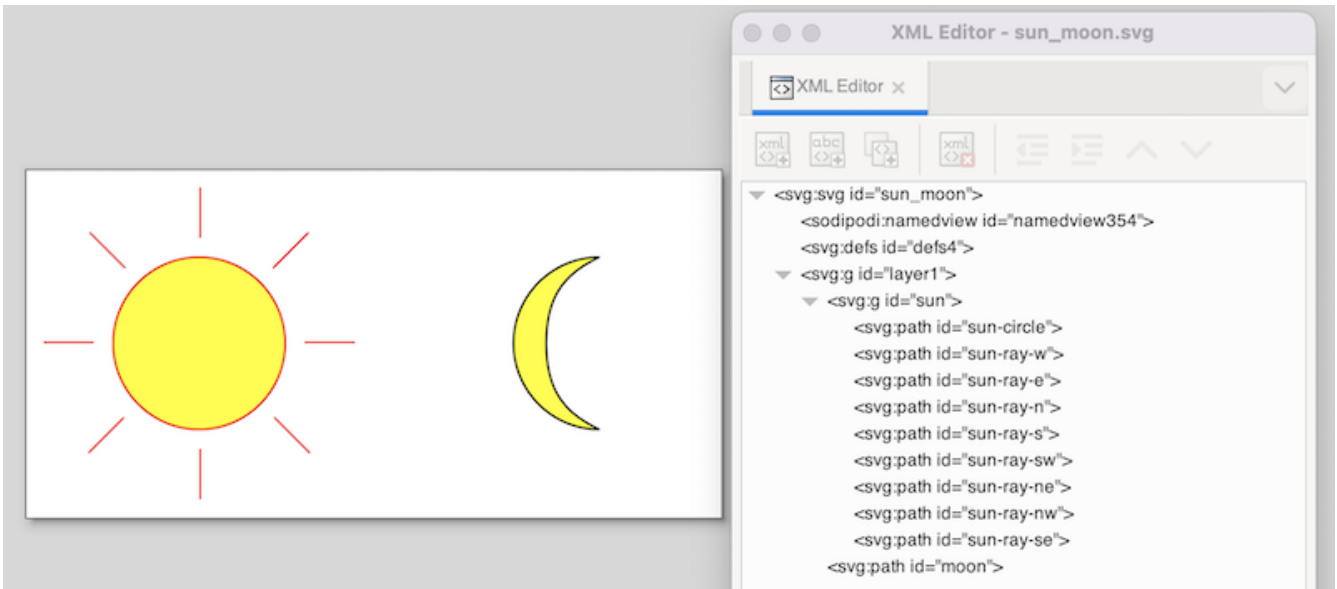 XML Editor - sun_moon.svg
XML Editor
xml
abc
xml
<svg:svg id="sun_moon">
<sodipodi:namedview id="namedview354">
<svg:defs id="defs4">
<svg:g id="layer1">
<svg:g id="sun">
<svg:path id="sun-circle">
<svg:path id="sun-ray-w">
<svg:path id="sun-ray-e">
<svg:path id="sun-ray-n">
<svg:path id="sun-ray-s">
<svg:path id="sun-ray-sw">
<svg:path id="sun-ray-ne">
<svg:path id="sun-ray-nw">
<svg:path id="sun-ray-se">
<svg:path id="moon">